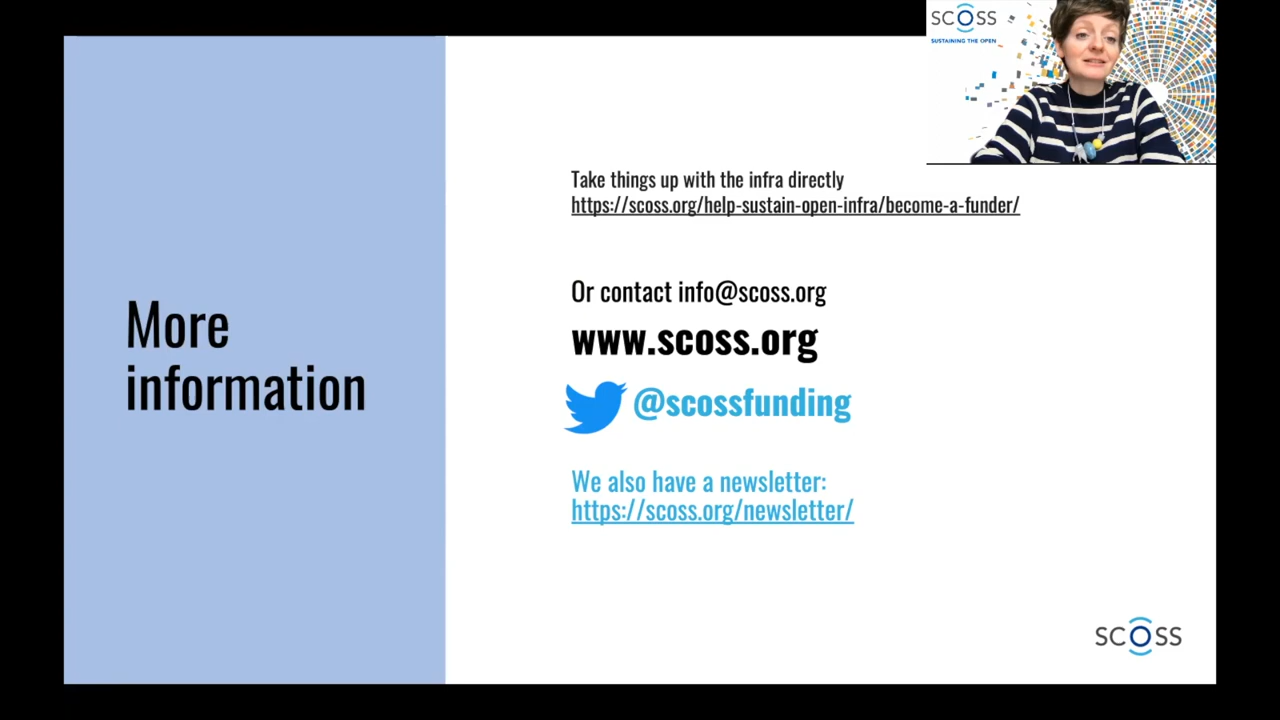 SCOSS
SUSTAINING THE OPEN
More
information
Take things up with the infra directly
https://scoss.org/help-sustain-open-infra/become-a-funder/
Or contact info@scoss.org
www.scoss.org
@scossfunding
We also have a newsletter:
https://scoss.org/newsletter/
SCOSS